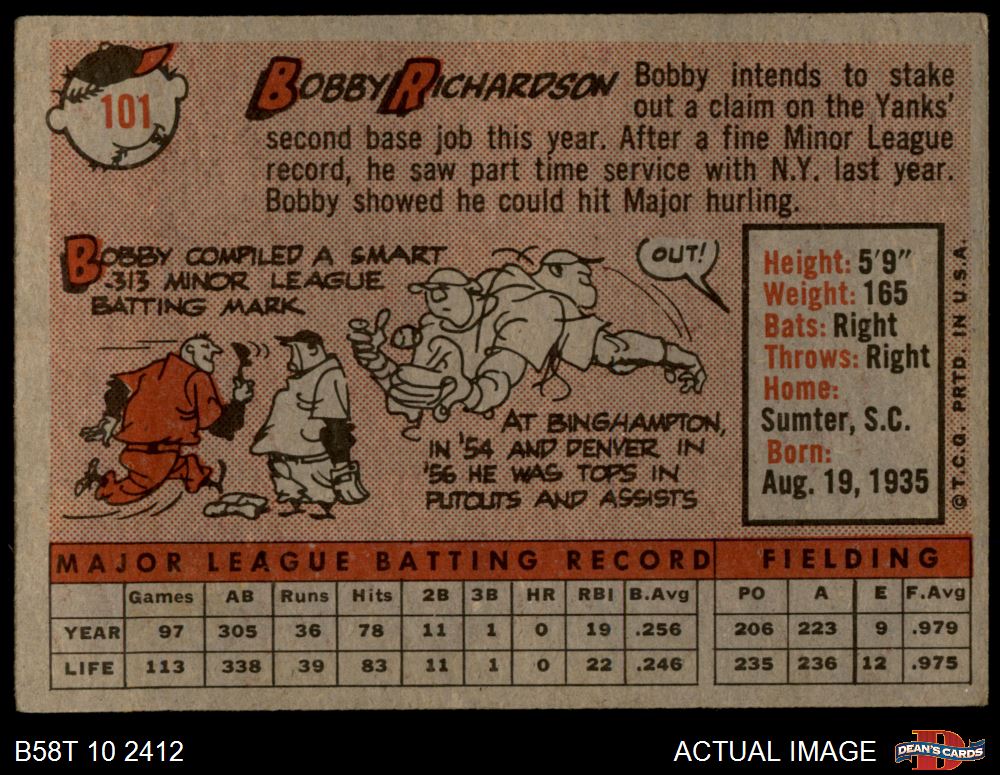 101
BOBBY RICHARDSON Bobby intends to stake
out a claim on the Yanks'
second base job this year. After a fine Minor League
record, he saw part time service with N.Y. last year.
Bobby showed he could hit Major hurling.
BOBBY COMPILED A SMART
.313 MINOR LEAGUE
BATTING MARK
OUT!
AT BINGHAMPTON,
IN '54 AND DENVER IN
'56 HE WAS TOPS IN
PUTOUTS AND ASSISTS
Height: 5'9"
Weight: 165
Bats: Right
Throws: Right
Home:
Sumter, S.C.
Born:
Aug. 19, 1935
© T.C.G. PRTD. IN U.S.A.
MAJOR LEAGUE BATTING RECORD FIELDING
Games AB Runs Hits 2B 3B HR RBI B.Avg PO A E F.Avg
YEAR 97 305 36 78 11 1 0 19 .256 206 223 9 .979
LIFE 113 338 39 83 11 1 0 22 .246 235 236 12 .975
B58T 10 2412 ACTUAL IMAGE DEAN'S CARDS